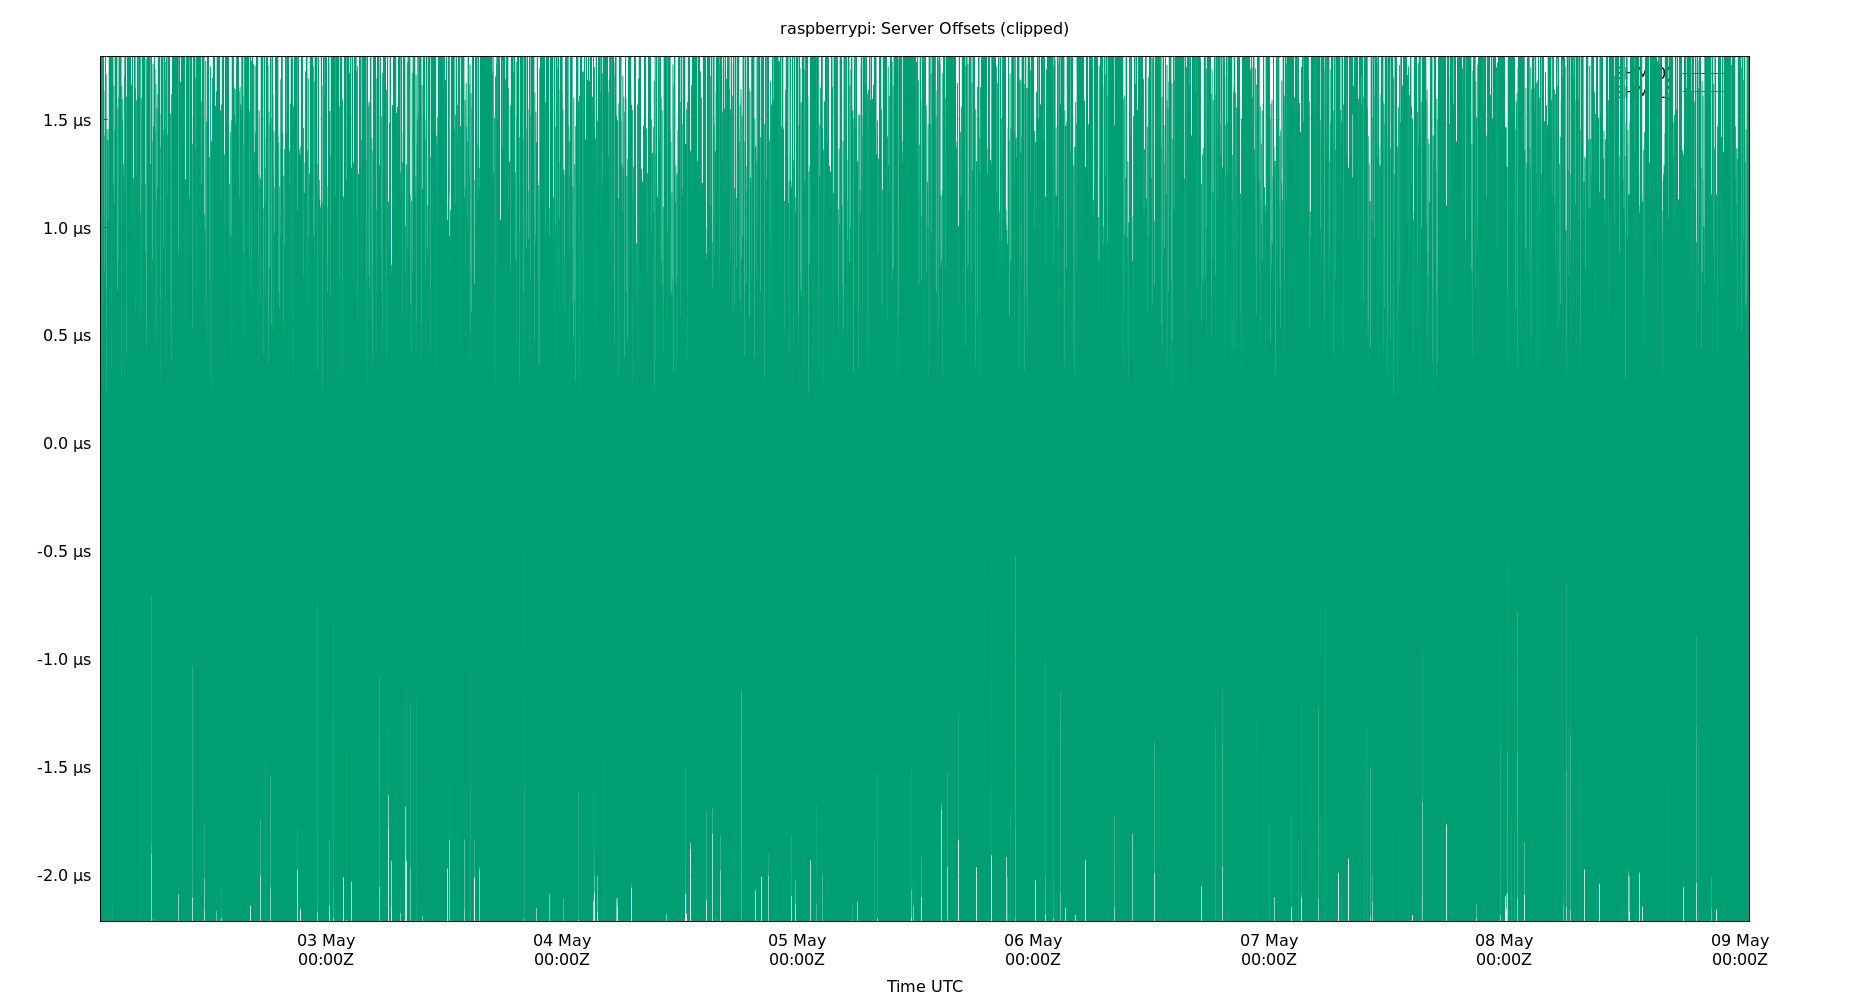 raspberrypi: Server Offsets (clipped)
1.5 µs
1.0 µs
0.5 µs
0.0 µs
-0.5 µs
-1.0 µs
-1.5 µs
-2.0 µs
03 May 04 May 05 May 06 May 07 May 08 May 09 May
00:00Z 00:00Z 00:00Z 00:00Z 00:00Z 00:00Z 00:00Z
Time UTC